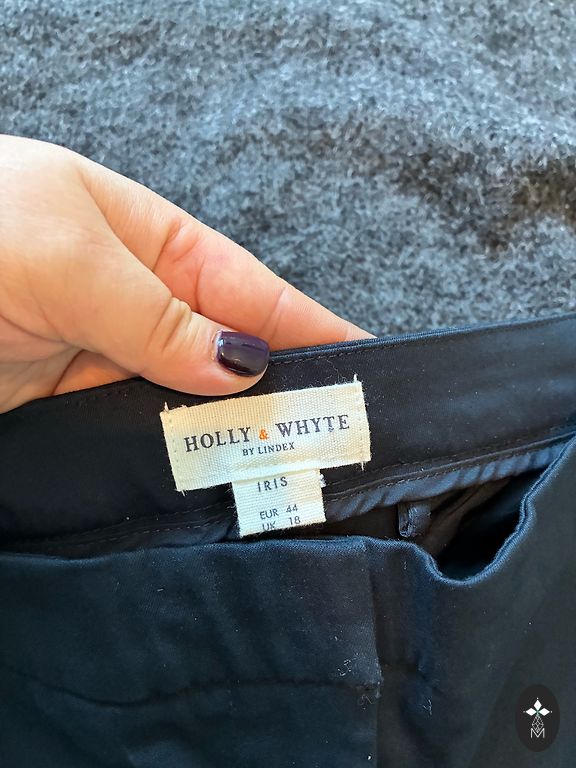 HOLLY & WHYTE
BY LINDEX
IRIS
EUR 44
UK 18
M